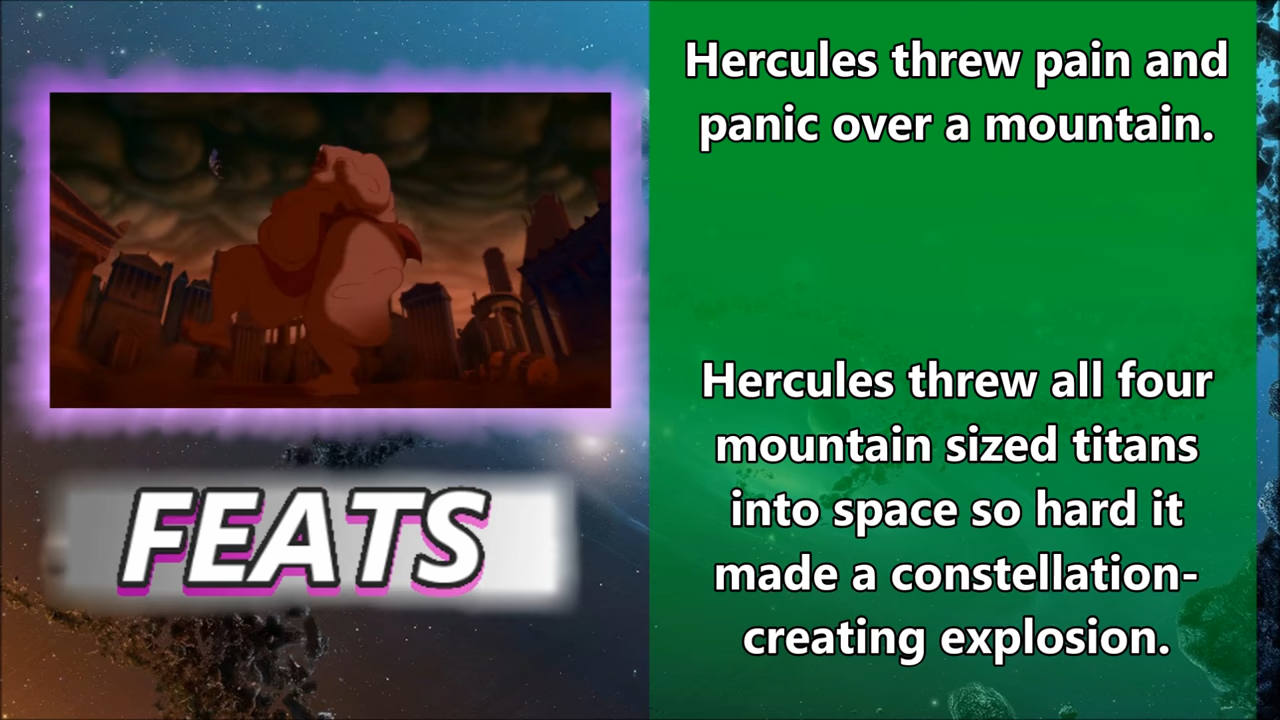 Hercules threw pain and
panic over a mountain.
Hercules threw all four
mountain sized titans
into space so hard it
made a constellation-
creating explosion.
FEATS